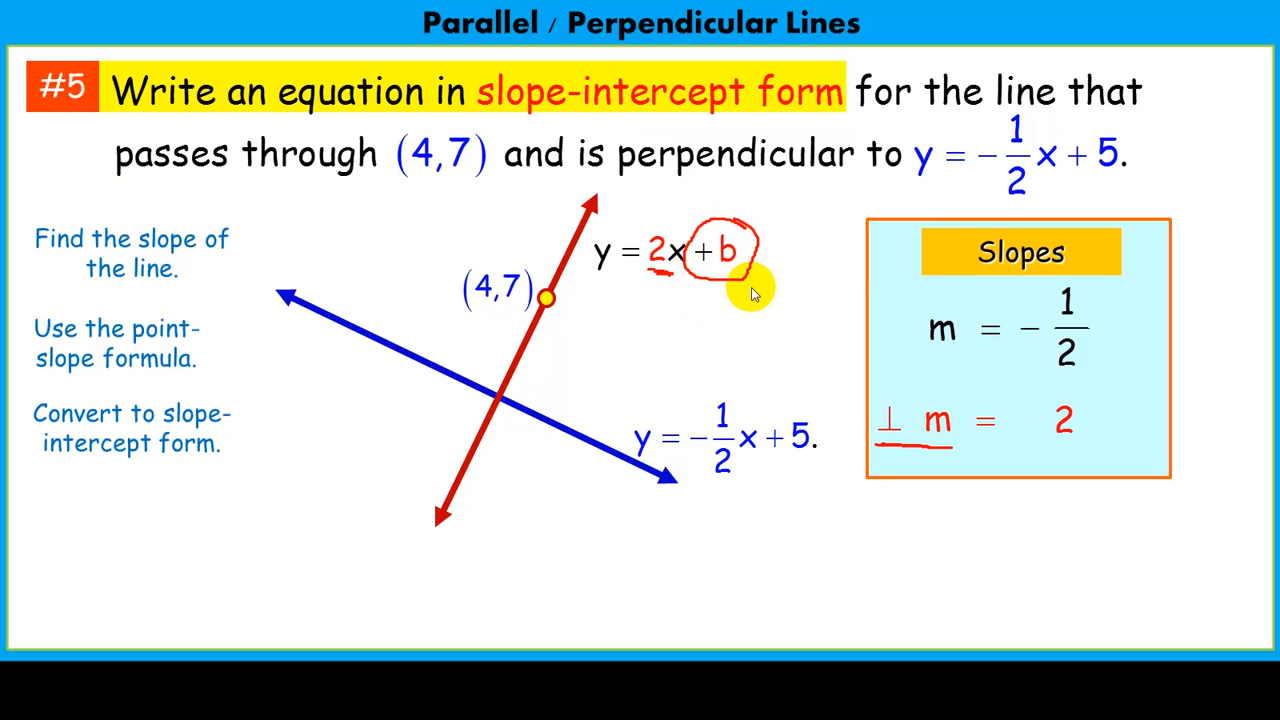 Parallel / Perpendicular Lines
#5 Write an equation in slope-intercept form for the line that
passes through (4,7) and is perpendicular to y = -1/2 x + 5.
Find the slope of
the line.
Use the point-
slope formula.
Convert to slope-
intercept form.
(4,7)
y = 2x + b
y = -1/2 x + 5.
Slopes
m = -1/2
⊥ m = 2